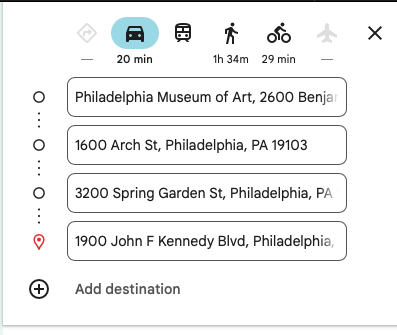 20 min
1h 34m
29 min
Philadelphia Museum of Art, 2600 Benja
1600 Arch St, Philadelphia, PA 19103
3200 Spring Garden St, Philadelphia, PA
1900 John F Kennedy Blvd, Philadelphia,
Add destination